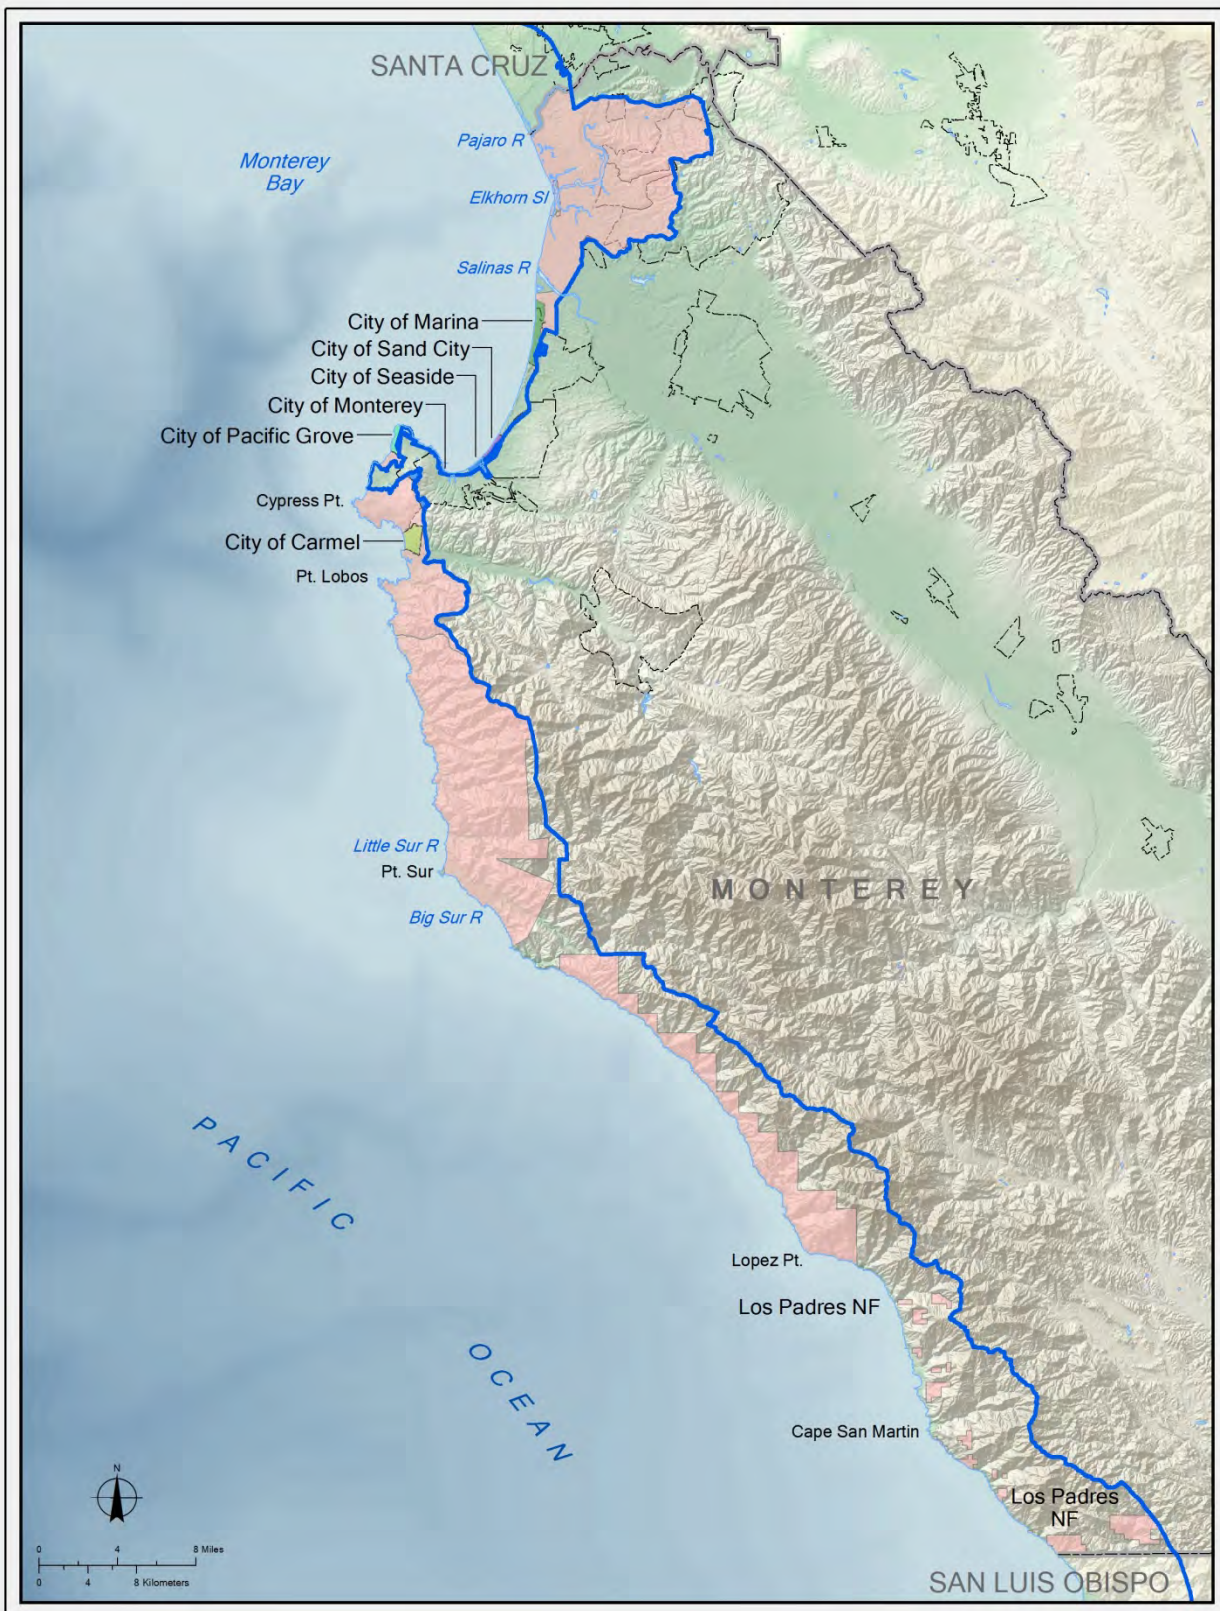 SANTA CRUZ
Pajaro R
Monterey
Bay
Elkhorn Sl
Salinas R
City of Marina
City of Sand City
City of Seaside
City of Monterey
City of Pacific Grove
Cypress Pt.
City of Carmel
Pt. Lobos
Little Sur R
Pt. Sur
MONTEREY
Big Sur R
PACIFIC
Lopez Pt.
Los Padres NF
OCEAN
Cape San Martin
N
Los Padres
NF
0 4 8 Miles
0 4 8 Kilometers
SAN LUIS OBISPO